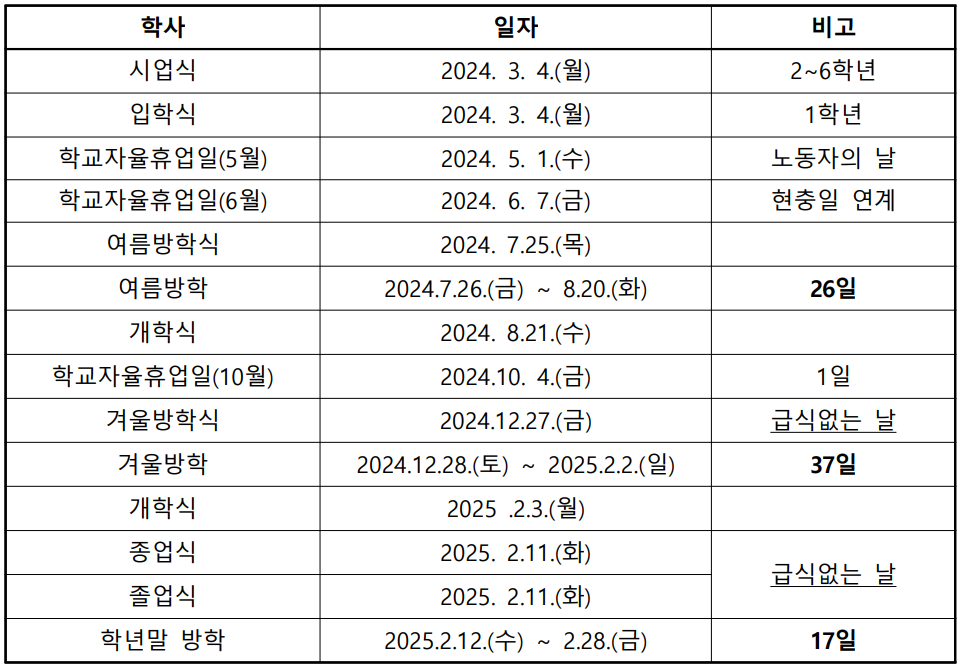 학사 일자 비고
시업식 2024. 3. 4.(월) 2~6학년
입학식 2024. 3. 4.(월) 1학년
학교자율휴업일(5월) 2024. 5. 1.(수) 노동자의 날
학교자율휴업일(6월) 2024. 6. 7.(금) 현충일 연계
여름방학식 2024. 7.25.(목)
여름방학 2024.7.26.(금) ~ 8.20.(화) 26일
개학식 2024. 8.21.(수)
학교자율휴업일(10월) 2024.10. 4.(금) 1일
겨울방학식 2024.12.27.(금) 급식없는 날
겨울방학 2024.12.28.(토) ~ 2025.2.2.(일) 37일
개학식 2025 .2.3.(월)
종업식 2025. 2.11.(화) 급식없는 날
졸업식 2025. 2.11.(화)
학년말 방학 2025.2.12.(수) ~ 2.28.(금) 17일